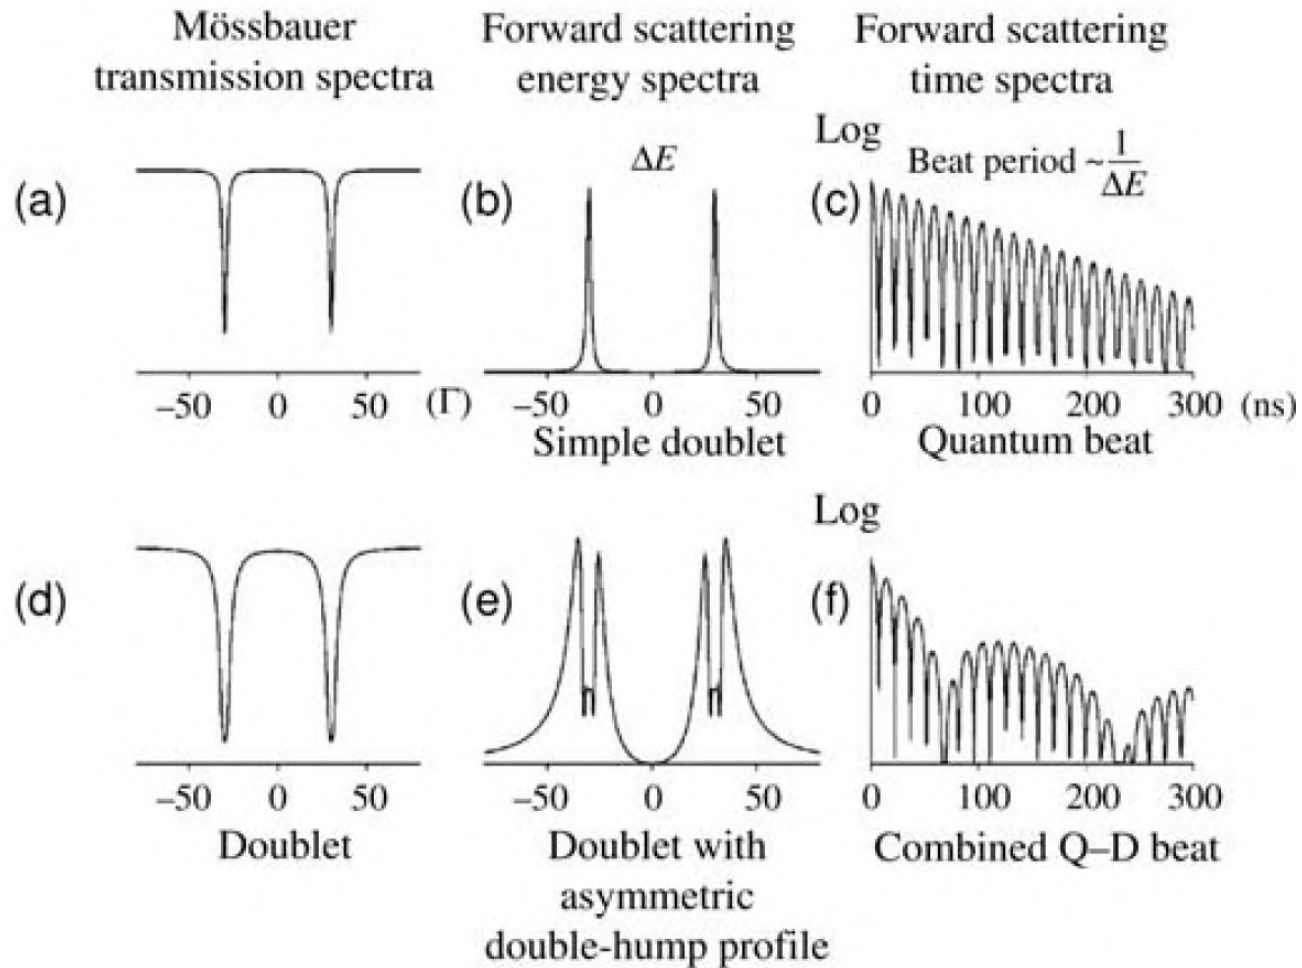 Mössbauer
transmission spectra
Forward scattering
energy spectra
Forward scattering
time spectra
(a)
−50 0 50 (Γ)
(b)
ΔE
−50 0 50
Simple doublet
(c)
Log
Beat period ~ 1/ΔE
0 100 200 300 (ns)
Quantum beat
(d)
−50 0 50
Doublet
(e)
−50 0 50
Doublet with
asymmetric
double-hump profile
(f)
Log
0 100 200 300
Combined Q–D beat